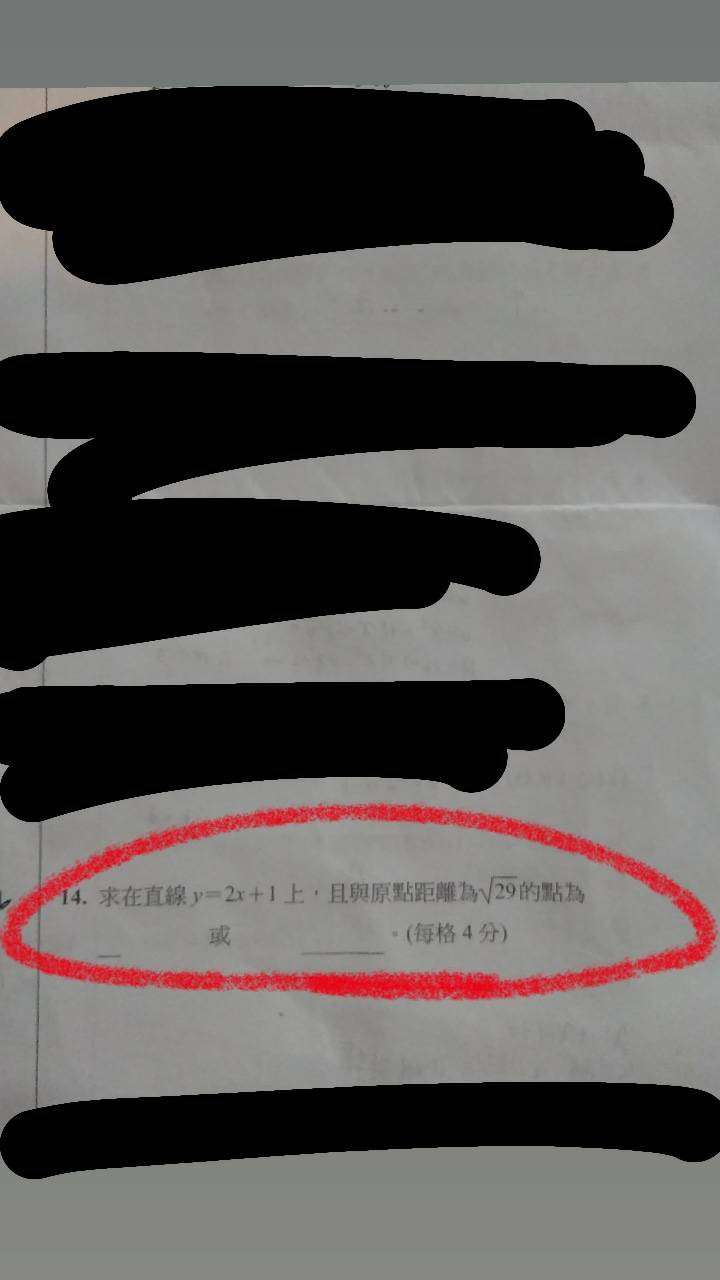 14. 求在直線 y=2x+1 上，且與原點距離為√29的點為
或 。(每格 4 分)